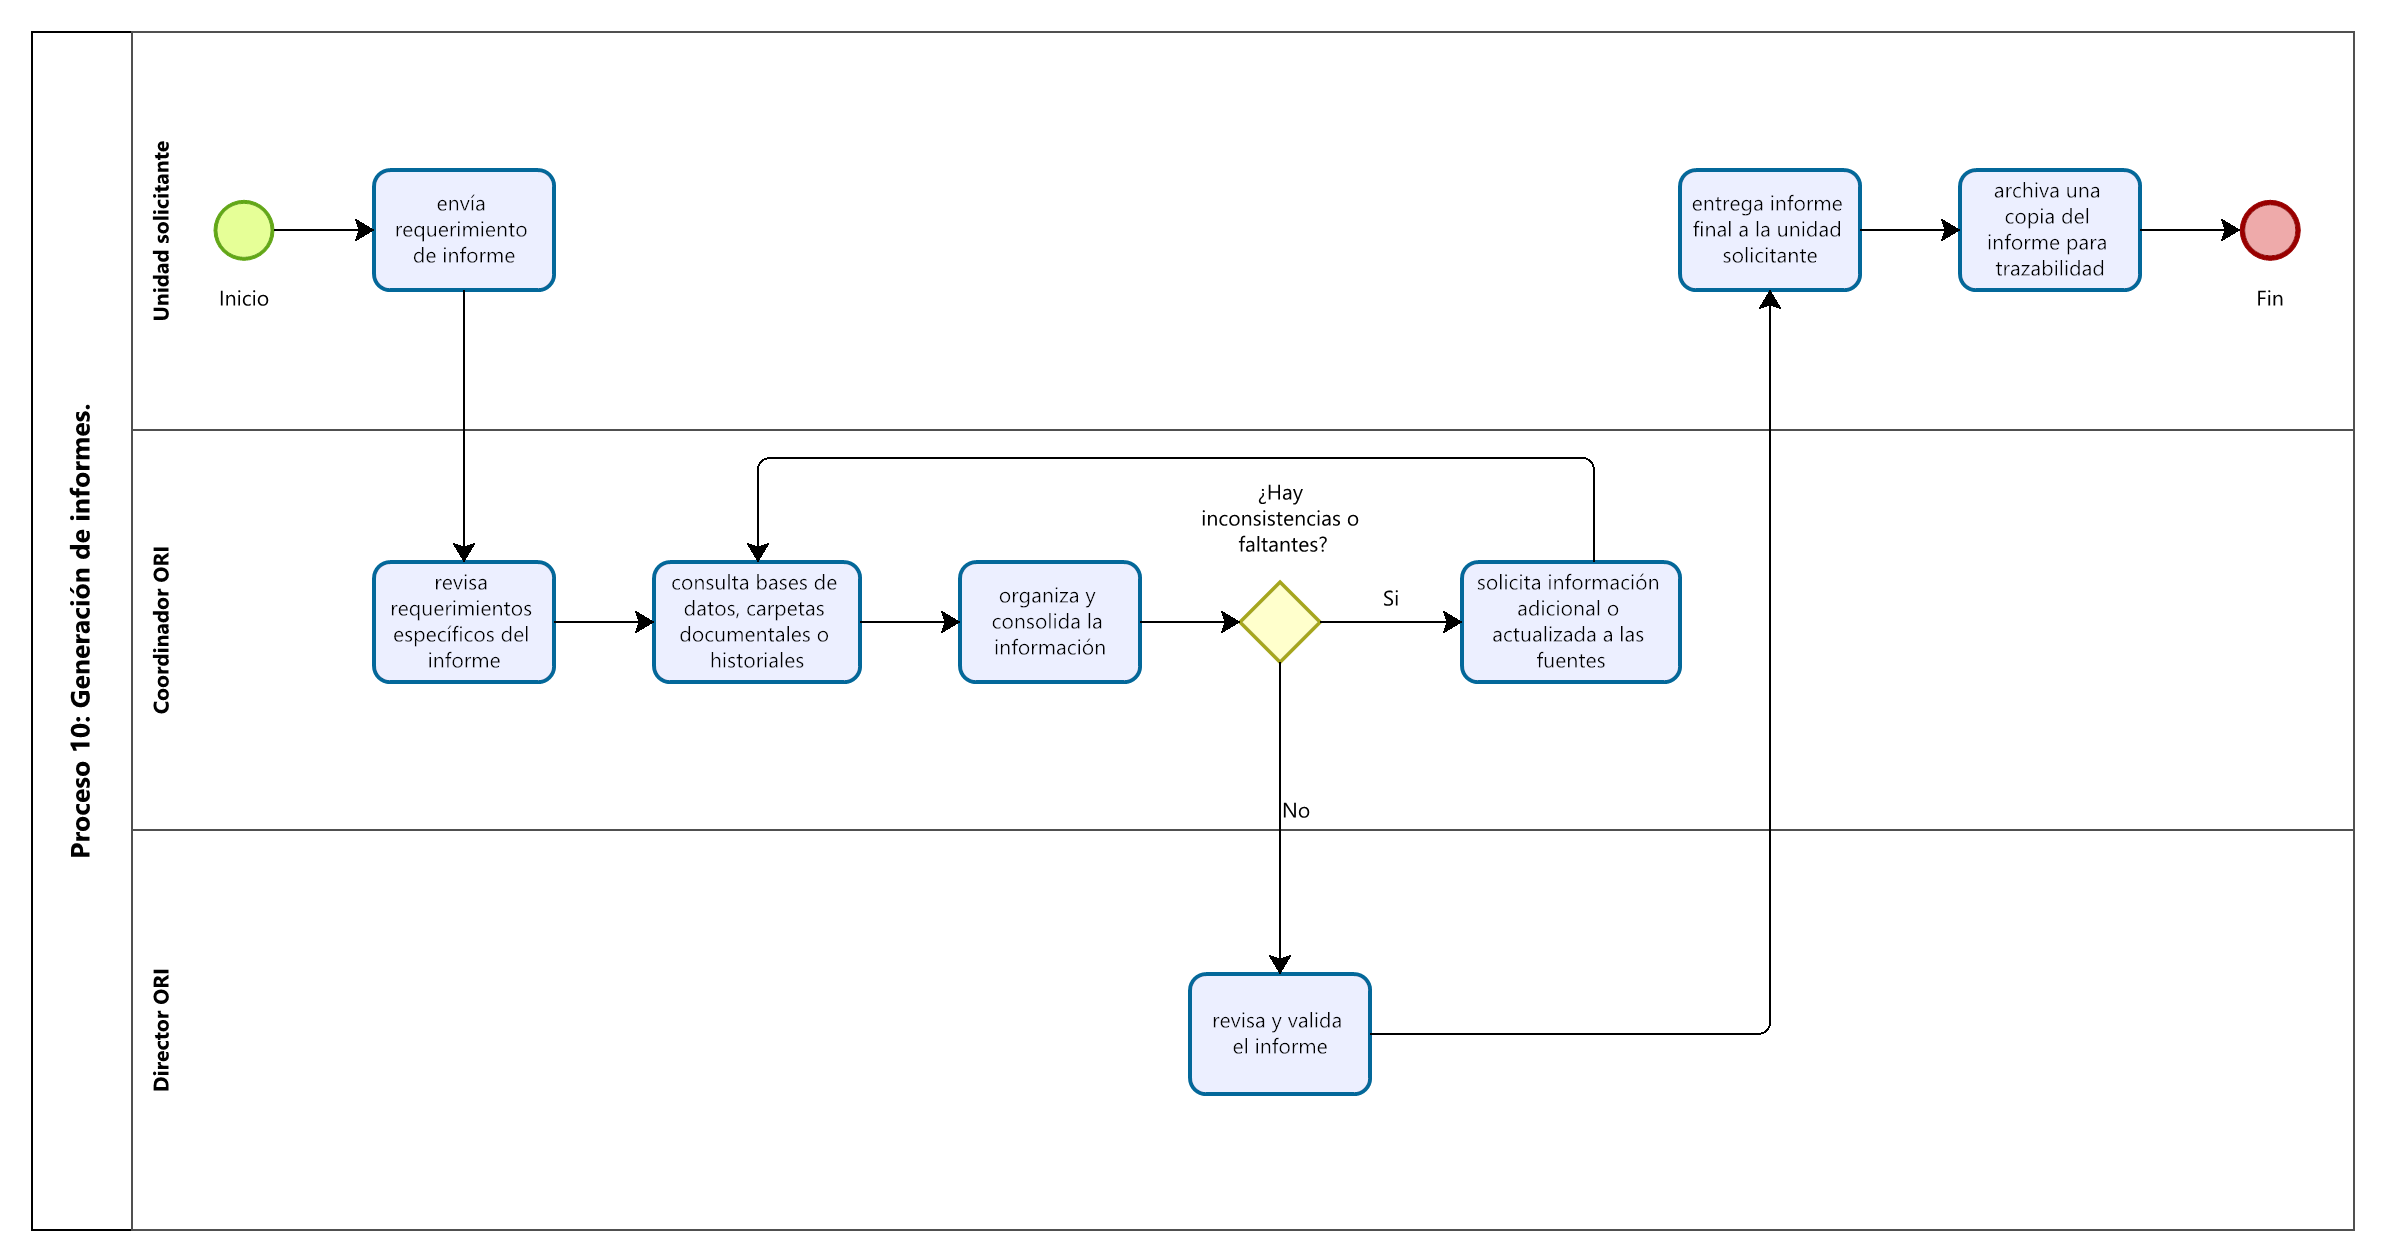 Proceso 10: Generación de informes.
Unidad solicitante
Inicio
envía
requerimiento
de informe
entrega informe
final a la unidad
solicitante
archiva una
copia del
informe para
trazabilidad
Fin
Coordinador ORI
revisa
requerimientos
específicos del
informe
consulta bases de
datos, carpetas
documentales o
historiales
organiza y
consolida la
información
¿Hay
inconsistencias o
faltantes?
Si
solicita información
adicional o
actualizada a las
fuentes
No
Director ORI
revisa y valida
el informe